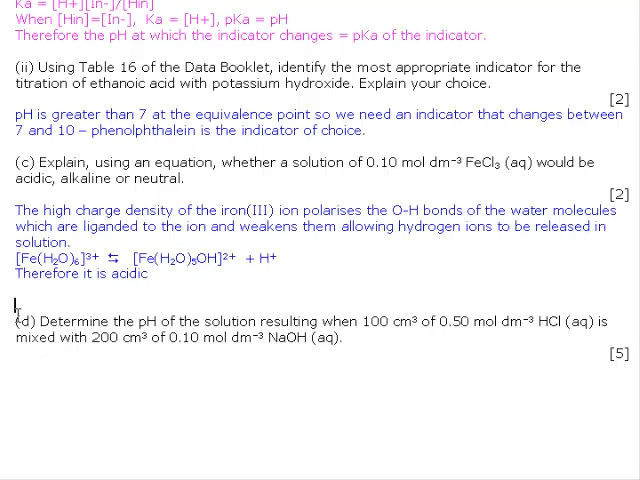 Ka = [H+][In-]/[Hin]
When [Hin]=[In-], Ka = [H+], pKa = pH
Therefore the pH at which the indicator changes = pKa of the indicator.
(ii) Using Table 16 of the Data Booklet, identify the most appropriate indicator for the
titration of ethanoic acid with potassium hydroxide. Explain your choice.
[2]
pH is greater than 7 at the equivalence point so we need an indicator that changes between
7 and 10 – phenolphthalein is the indicator of choice.
(c) Explain, using an equation, whether a solution of 0.10 mol dm⁻³ FeCl₃ (aq) would be
acidic, alkaline or neutral.
[2]
The high charge density of the iron(III) ion polarises the O-H bonds of the water molecules
which are liganded to the ion and weakens them allowing hydrogen ions to be released in
solution.
[Fe(H₂O)₆]³⁺ ⇆ [Fe(H₂O)₅OH]²⁺ + H⁺
Therefore it is acidic
(d) Determine the pH of the solution resulting when 100 cm³ of 0.50 mol dm⁻³ HCl (aq) is
mixed with 200 cm³ of 0.10 mol dm⁻³ NaOH (aq).
[5]